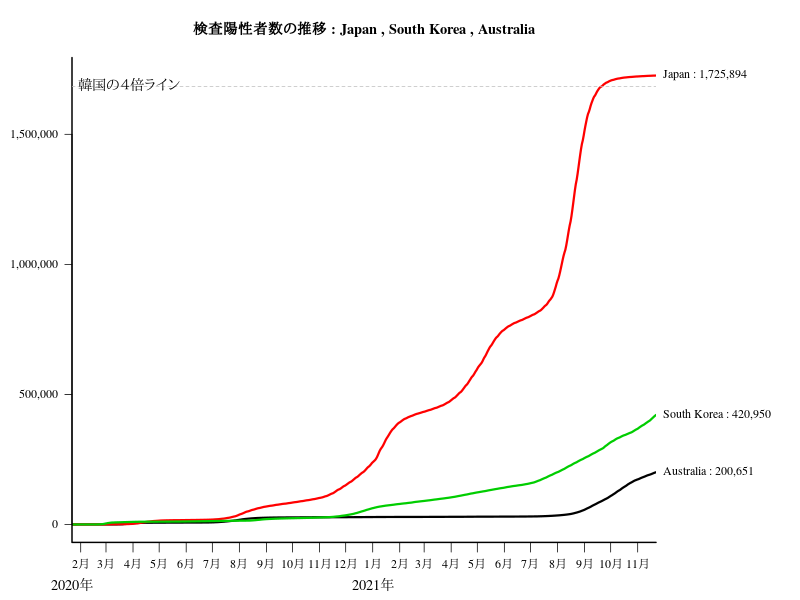 検査陽性者数の推移 : Japan , South Korea , Australia
Japan : 1,725,894
韓国の４倍ライン
1,500,000
1,000,000
500,000
South Korea : 420,950
Australia : 200,651
0
2月 3月 4月 5月 6月 7月 8月 9月 10月 11月 12月 1月 2月 3月 4月 5月 6月 7月 8月 9月 10月 11月
2020年 2021年